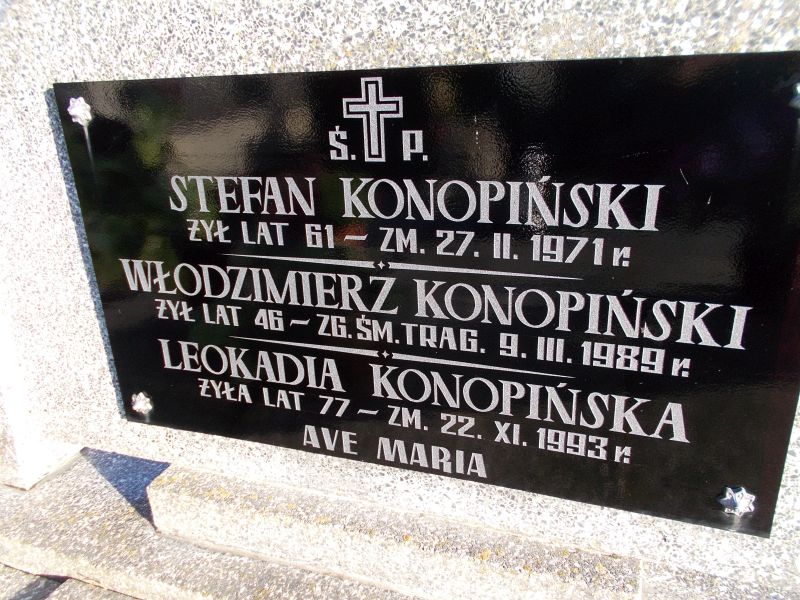 Ś. P.
STEFAN KONOPIŃSKI
ŻYŁ LAT 61 – ZM. 27. II. 1971 r.
WŁODZIMIERZ KONOPIŃSKI
ŻYŁ LAT 46 – ZG. ŚM. TRAG. 9. III. 1989 r.
LEOKADIA KONOPIŃSKA
ŻYŁA LAT 77 – ZM. 22. XI. 1993 r.
AVE MARIA